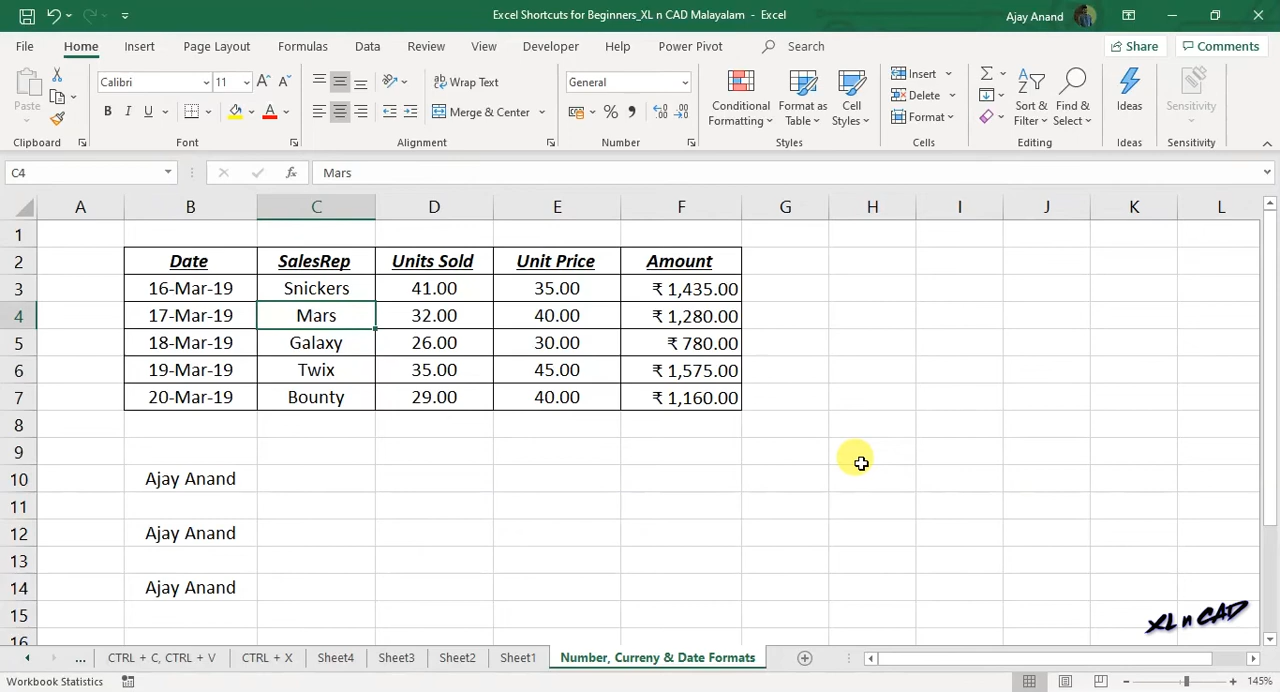 Excel Shortcuts for Beginners_XL n CAD Malayalam - Excel
Ajay Anand
File Home Insert Page Layout Formulas Data Review View Developer Help Power Pivot Search Share Comments
Paste
Calibri 11 A A
B I U A
Wrap Text
Merge & Center
General
% ,
Conditional Formatting
Format as Table
Cell Styles
Insert
Delete
Format
Sort & Filter
Find & Select
Ideas
Sensitivity
Clipboard Font Alignment Number Styles Cells Editing Ideas Sensitivity
C4 fx Mars
A B C D E F G H I J K L
1
2 Date SalesRep Units Sold Unit Price Amount
3 16-Mar-19 Snickers 41.00 35.00 ₹ 1,435.00
4 17-Mar-19 Mars 32.00 40.00 ₹ 1,280.00
5 18-Mar-19 Galaxy 26.00 30.00 ₹ 780.00
6 19-Mar-19 Twix 35.00 45.00 ₹ 1,575.00
7 20-Mar-19 Bounty 29.00 40.00 ₹ 1,160.00
8
9
10 Ajay Anand
11
12 Ajay Anand
13
14 Ajay Anand
15
XL n CAD
16
... CTRL + C, CTRL + V CTRL + X Sheet4 Sheet3 Sheet2 Sheet1 Number, Curreny & Date Formats
Workbook Statistics 145%